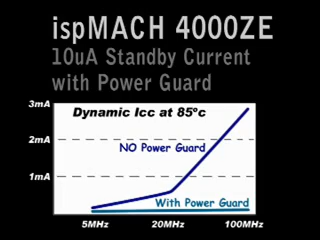 ispMACH 4000ZE
10uA Standby Current
with Power Guard
Dynamic Icc at 85°c
3mA
2mA
NO Power Guard
1mA
With Power Guard
5MHz 20MHz 100MHz